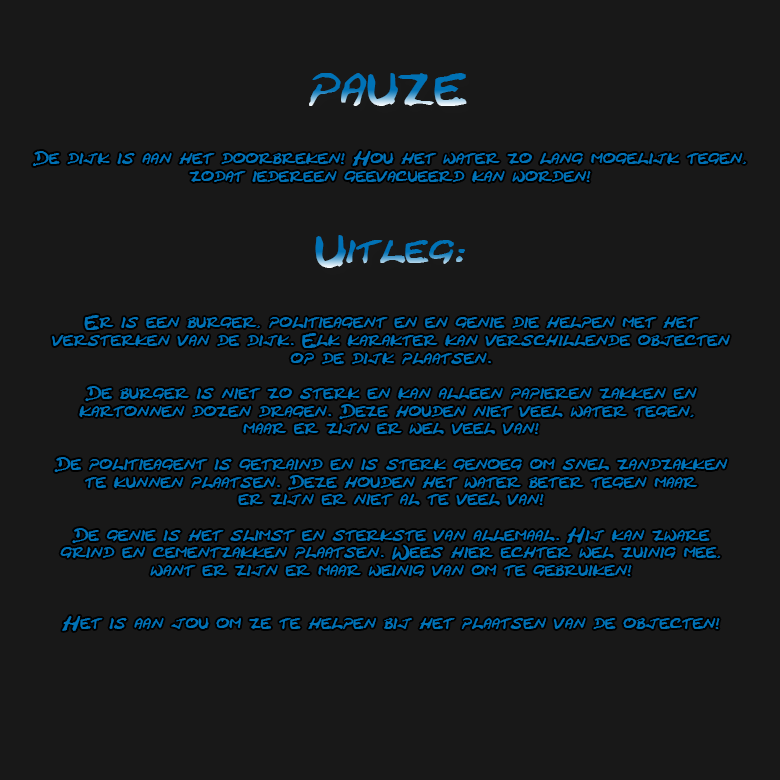 PAUZE
De dijk is aan het doorbreken! Hou het water zo lang mogelijk tegen,
zodat iedereen geevacueerd kan worden!
Uitleg:
Er is een burger, politieagent en en genie die helpen met het
versterken van de dijk. Elk karakter kan verschillende objecten
op de dijk plaatsen.
De burger is niet zo sterk en kan alleen papieren zakken en
kartonnen dozen dragen. Deze houden niet veel water tegen,
maar er zijn er wel veel van!
De politieagent is getraind en is sterk genoeg om snel zandzakken
te kunnen plaatsen. Deze houden het water beter tegen maar
er zijn er niet al te veel van!
De genie is het slimst en sterkste van allemaal. Hij kan zware
grind en cementzakken plaatsen. Wees hier echter wel zuinig mee,
want er zijn er maar weinig van om te gebruiken!
Het is aan jou om ze te helpen bij het plaatsen van de objecten!